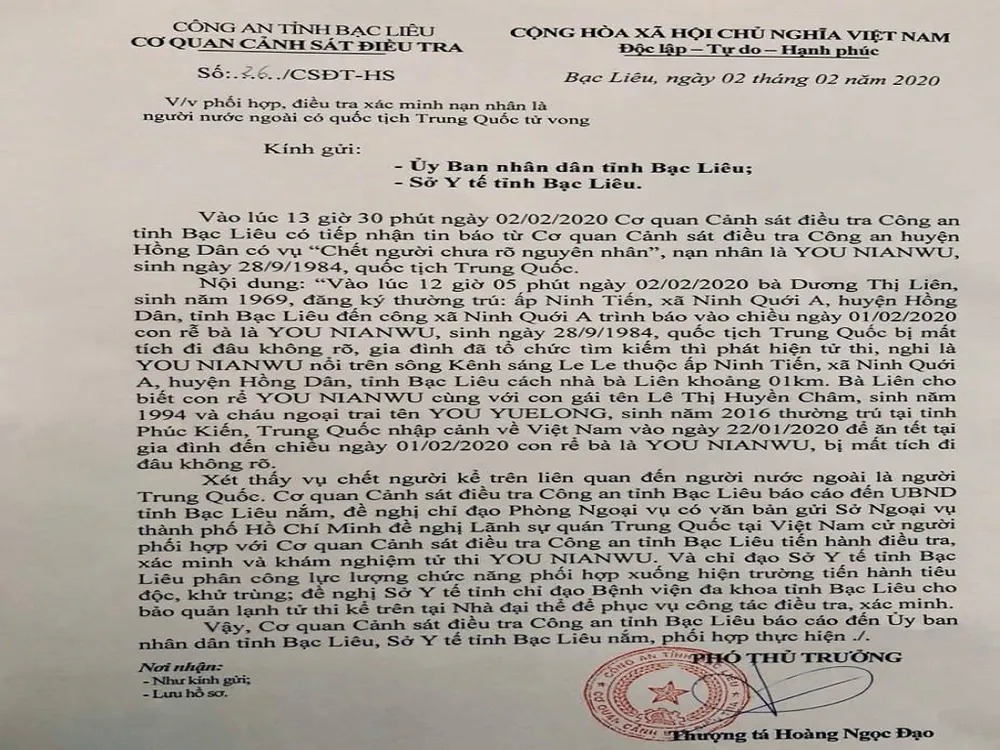 CÔNG AN TỈNH BẠC LIÊU
CƠ QUAN CẢNH SÁT ĐIỀU TRA
Số:.26../CSĐT-HS
V/v phối hợp, điều tra xác minh nạn nhân là
người nước ngoài có quốc tịch Trung Quốc tử vong
CỘNG HÒA XÃ HỘI CHỦ NGHĨA VIỆT NAM
Độc lập – Tự do – Hạnh phúc
Bạc Liêu, ngày 02 tháng 02 năm 2020
Kính gửi:
- Ủy Ban nhân dân tỉnh Bạc Liêu;
- Sở Y tế tỉnh Bạc Liêu.
Vào lúc 13 giờ 30 phút ngày 02/02/2020 Cơ quan Cảnh sát điều tra Công an
tỉnh Bạc Liêu có tiếp nhận tin báo từ Cơ quan Cảnh sát điều tra Công an huyện
Hồng Dân có vụ “Chết người chưa rõ nguyên nhân”, nạn nhân là YOU NIANWU,
sinh ngày 28/9/1984, quốc tịch Trung Quốc.
Nội dung: “Vào lúc 12 giờ 05 phút ngày 02/02/2020 bà Dương Thị Liên,
sinh năm 1969, đăng ký thường trú: ấp Ninh Tiến, xã Ninh Quới A, huyện Hồng
Dân, tỉnh Bạc Liêu đến công xã Ninh Quới A trình báo vào chiều ngày 01/02/2020
con rể bà là YOU NIANWU, sinh ngày 28/9/1984, quốc tịch Trung Quốc bị mất
tích đi đâu không rõ, gia đình đã tổ chức tìm kiếm thì phát hiện tử thi, nghi là
YOU NIANWU nổi trên sông Kênh sáng Le Le thuộc ấp Ninh Tiến, xã Ninh Quới
A, huyện Hồng Dân, tỉnh Bạc Liêu cách nhà bà Liên khoảng 01km. Bà Liên cho
biết con rể YOU NIANWU cùng với con gái tên Lê Thị Huyền Châm, sinh năm
1994 và cháu ngoại trai tên YOU YUELONG, sinh năm 2016 thường trú tại tỉnh
Phúc Kiến, Trung Quốc nhập cảnh về Việt Nam vào ngày 22/01/2020 để ăn tết tại
gia đình đến chiều ngày 01/02/2020 con rể bà là YOU NIANWU, bị mất tích đi
đâu không rõ.
Xét thấy vụ chết người kể trên liên quan đến người nước ngoài là người
Trung Quốc. Cơ quan Cảnh sát điều tra Công an tỉnh Bạc Liêu báo cáo đến UBND
tỉnh Bạc Liêu nắm, đề nghị chỉ đạo Phòng Ngoại vụ có văn bản gửi Sở Ngoại vụ
thành phố Hồ Chí Minh đề nghị Lãnh sự quán Trung Quốc tại Việt Nam cử người
phối hợp với Cơ quan Cảnh sát điều tra Công an tỉnh Bạc Liêu tiến hành điều tra,
xác minh và khám nghiệm tử thi YOU NIANWU. Và chỉ đạo Sở Y tế tỉnh Bạc
Liêu phân công lực lượng chức năng phối hợp xuống hiện trường tiến hành tiêu
độc, khử trùng; đề nghị Sở Y tế tỉnh chỉ đạo Bệnh viện đa khoa tỉnh Bạc Liêu cho
bảo quản lạnh tử thi kể trên tại Nhà đại thể để phục vụ công tác điều tra, xác minh.
Vậy, Cơ quan Cảnh sát điều tra Công an tỉnh Bạc Liêu báo cáo đến Ủy ban
nhân dân tỉnh Bạc Liêu, Sở Y tế tỉnh Bạc Liêu nắm, phối hợp thực hiện ./.
Nơi nhận:
- Như kính gửi;
- Lưu hồ sơ.
PHÓ THỦ TRƯỞNG
CÔNG AN TỈNH BẠC LIÊU
CƠ QUAN CẢNH
Thượng tá Hoàng Ngọc Đạo